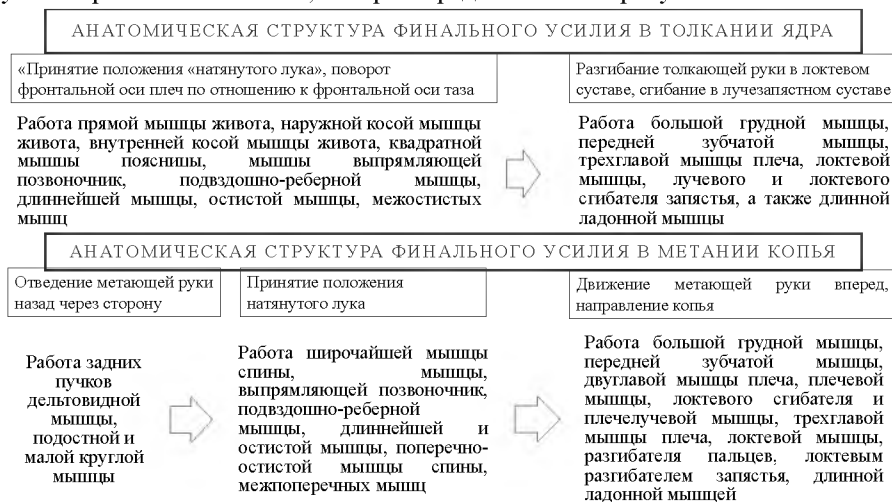 АНАТОМИЧЕСКАЯ СТРУКТУРА ФИНАЛЬНОГО УСИЛИЯ В ТОЛКАНИИ ЯДРА
«Принятие положения «натянутого лука», поворот
фронтальной оси плеч по отношению к фронтальной оси таза
Разгибание толкающей руки в локтевом
суставе, сгибание в лучезапястном суставе
Работа прямой мышцы живота, наружной косой мышцы
живота, внутренней косой мышцы живота, квадратной
мышцы поясницы, мышцы выпрямляющей
позвоночник, подвздошно-реберной мышцы,
длиннейшей мышцы, остистой мышцы, межостистых
мышц
Работа большой грудной мышцы,
передней зубчатой мышцы,
трехглавой мышцы плеча, локтевой
мышцы, лучевого и локтевого
сгибателя запястья, а также длинной
ладонной мышцы
АНАТОМИЧЕСКАЯ СТРУКТУРА ФИНАЛЬНОГО УСИЛИЯ В МЕТАНИИ КОПЬЯ
Отведение метающей руки
назад через сторону
Принятие положения
натянутого лука
Движение метающей руки вперед,
направление копья
Работа задних
пучков
дельтовидной
мышцы,
подостной и
малой круглой
мышцы
Работа широчайшей мышцы
спины, мышцы,
выпрямляющей позвоночник,
подвздошно-реберной
мышцы, длиннейшей и
остистой мышцы, поперечно-
остистой мышцы спины,
межпоперечных мышц
Работа большой грудной мышцы,
передней зубчатой мышцы,
двуглавой мышцы плеча, плечевой
мышцы, локтевого сгибателя и
плечелучевой мышцы, трехглавой
мышцы плеча, локтевой мышцы,
разгибателя пальцев, локтевым
разгибателем запястья, длинной
ладонной мышцей